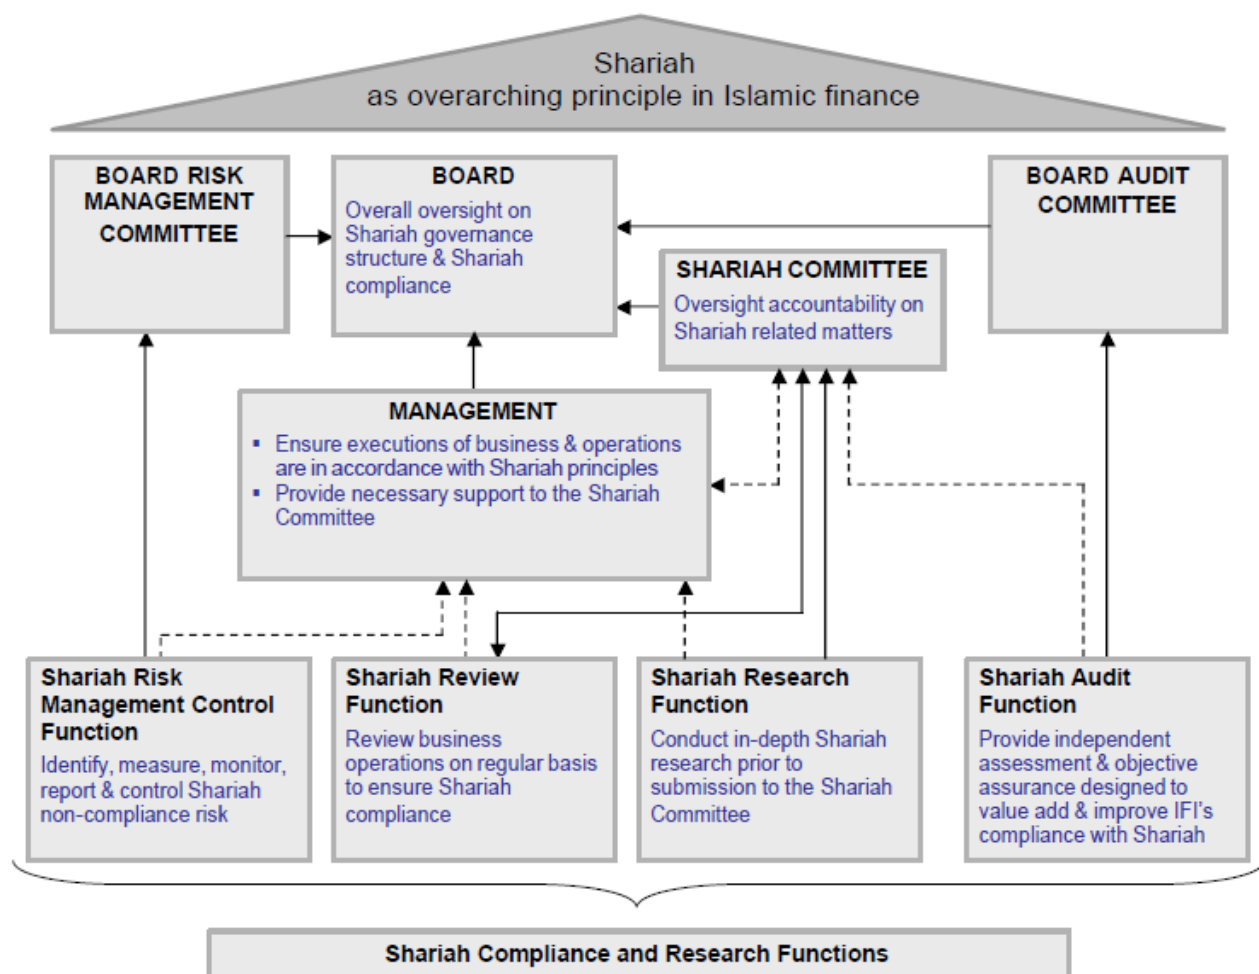 Shariah
as overarching principle in Islamic finance
BOARD RISK
MANAGEMENT
COMMITTEE
BOARD
Overall oversight on
Shariah governance
structure & Shariah
compliance
BOARD AUDIT
COMMITTEE
SHARIAH COMMITTEE
Oversight accountability on
Shariah related matters
MANAGEMENT
▪ Ensure executions of business & operations
are in accordance with Shariah principles
▪ Provide necessary support to the Shariah
Committee
Shariah Risk
Management Control
Function
Identify, measure, monitor,
report & control Shariah
non-compliance risk
Shariah Review
Function
Review business
operations on regular basis
to ensure Shariah
compliance
Shariah Research
Function
Conduct in-depth Shariah
research prior to
submission to the Shariah
Committee
Shariah Audit
Function
Provide independent
assessment & objective
assurance designed to
value add & improve IFI's
compliance with Shariah
Shariah Compliance and Research Functions